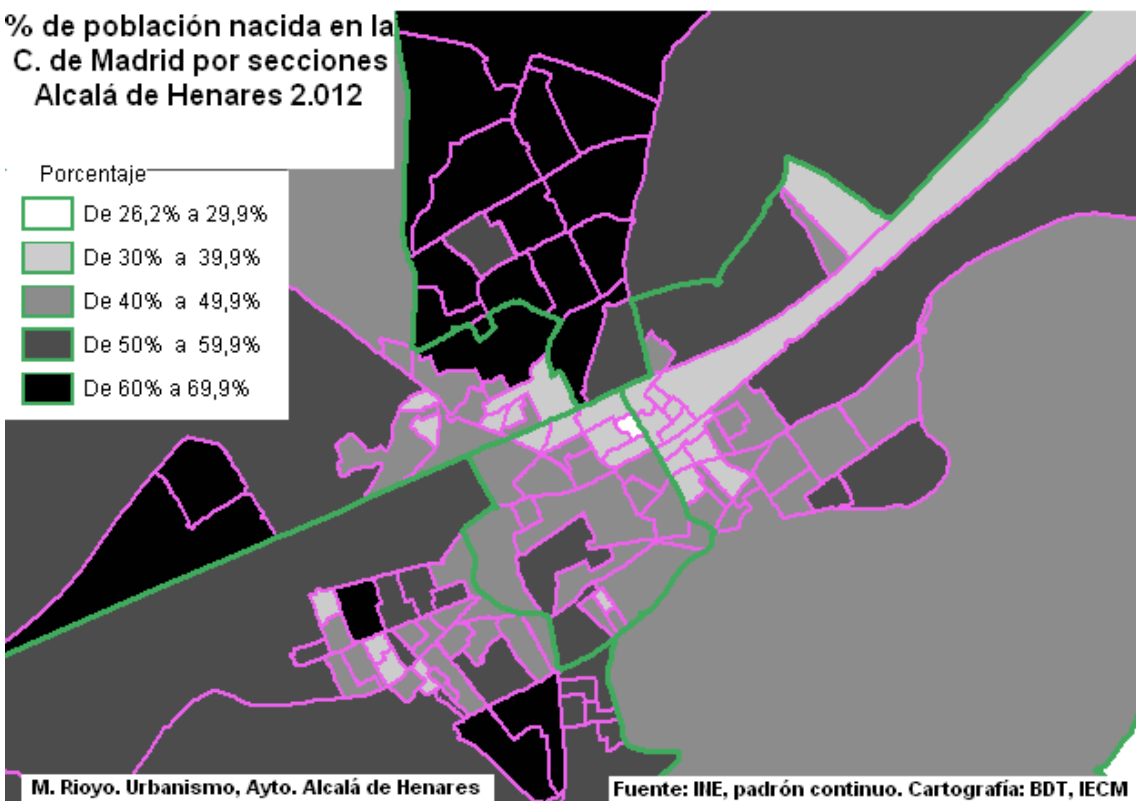 % de población nacida en la
C. de Madrid por secciones
Alcalá de Henares 2.012
Porcentaje
De 26,2% a 29,9%
De 30% a 39,9%
De 40% a 49,9%
De 50% a 59,9%
De 60% a 69,9%
M. Rioyo. Urbanismo, Ayto. Alcalá de Henares
Fuente: INE, padrón continuo. Cartografía: BDT, IECM